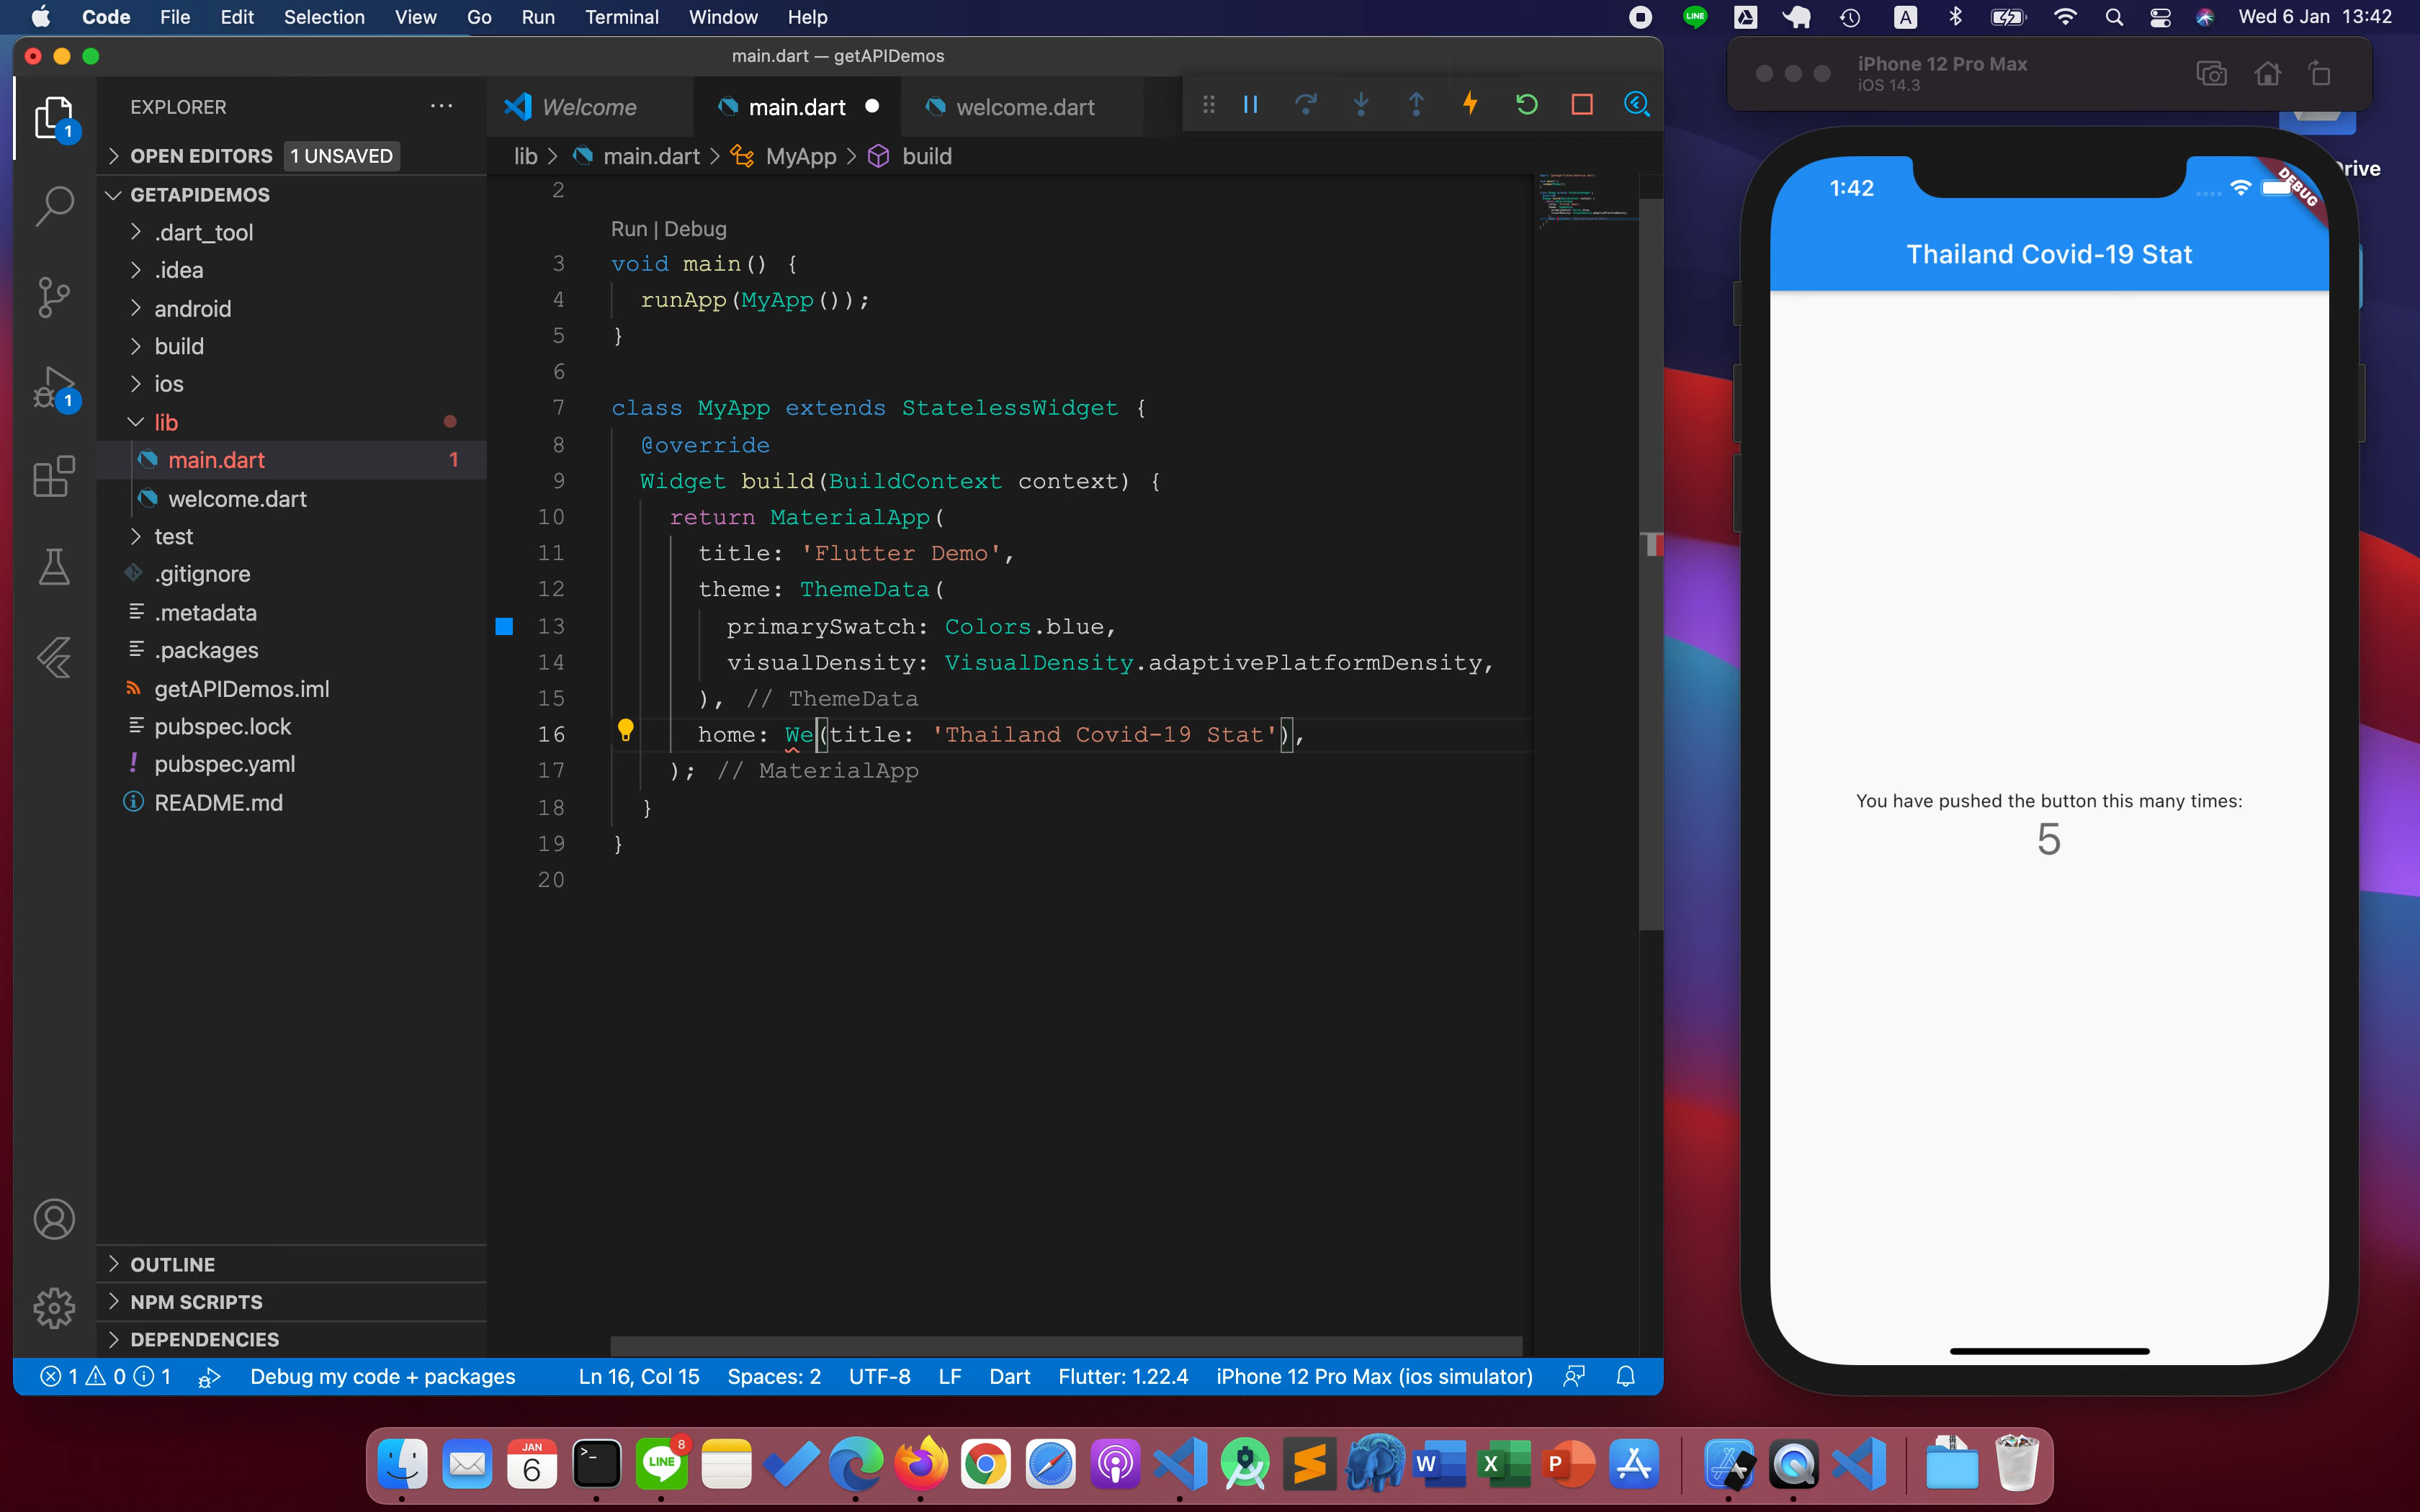 Code File Edit Selection View Go Run Terminal Window Help
LINE
A
Wed 6 Jan 13:42
main.dart — getAPIDemos
EXPLORER
OPEN EDITORS 1 UNSAVED
GETAPIDEMOS
.dart_tool
.idea
android
build
ios
lib
main.dart 1
welcome.dart
test
.gitignore
.metadata
.packages
getAPIDemos.iml
pubspec.lock
pubspec.yaml
README.md
OUTLINE
NPM SCRIPTS
DEPENDENCIES
1
1
Welcome main.dart welcome.dart
lib > main.dart > MyApp > build
2
Run | Debug
3 void main() {
4 runApp(MyApp());
5 }
6
7 class MyApp extends StatelessWidget {
8 @override
9 Widget build(BuildContext context) {
10 return MaterialApp(
11 title: 'Flutter Demo',
12 theme: ThemeData(
13 primarySwatch: Colors.blue,
14 visualDensity: VisualDensity.adaptivePlatformDensity,
15 ), // ThemeData
16 home: We(title: 'Thailand Covid-19 Stat'),
17 ); // MaterialApp
18 }
19 }
20
1 0 1 Debug my code + packages Ln 16, Col 15 Spaces: 2 UTF-8 LF Dart Flutter: 1.22.4 iPhone 12 Pro Max (ios simulator)
iPhone 12 Pro Max
iOS 14.3
Drive
1:42
DEBUG
Thailand Covid-19 Stat
You have pushed the button this many times:
5
JAN
6
LINE
8
W
X
P